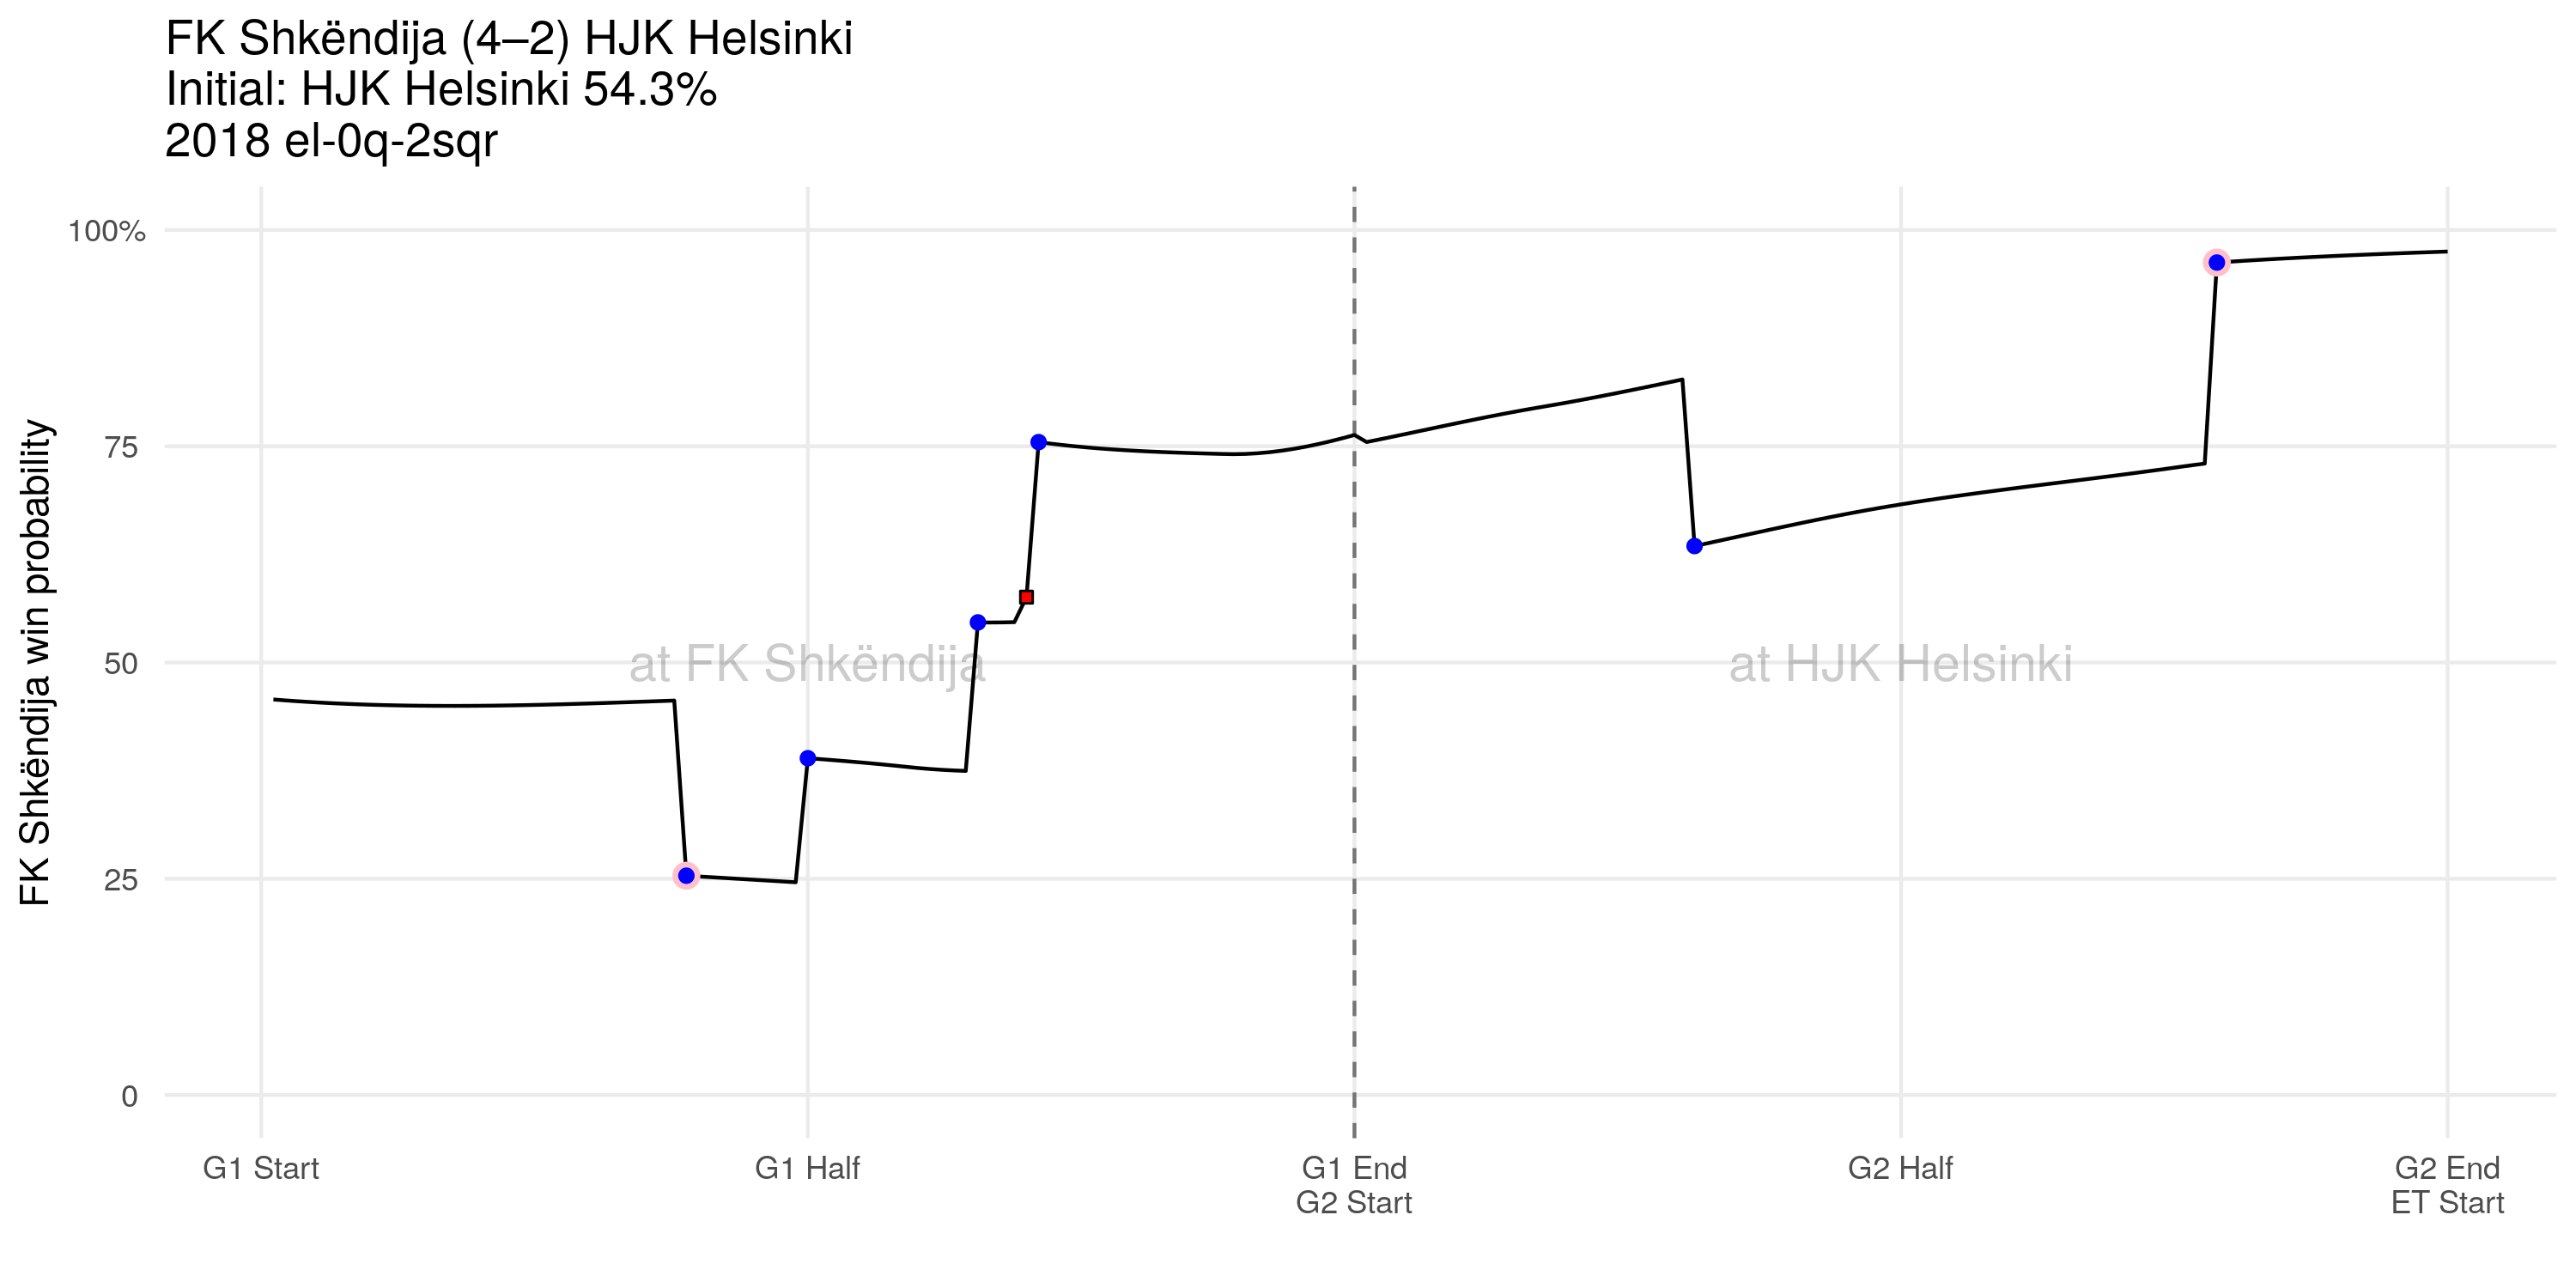 FK Shkëndija (4–2) HJK Helsinki
Initial: HJK Helsinki 54.3%
2018 el-0q-2sqr
FK Shkëndija win probability
100%
75
50
25
0
at FK Shkëndija
at HJK Helsinki
G1 Start
G1 Half
G1 End
G2 Start
G2 Half
G2 End
ET Start